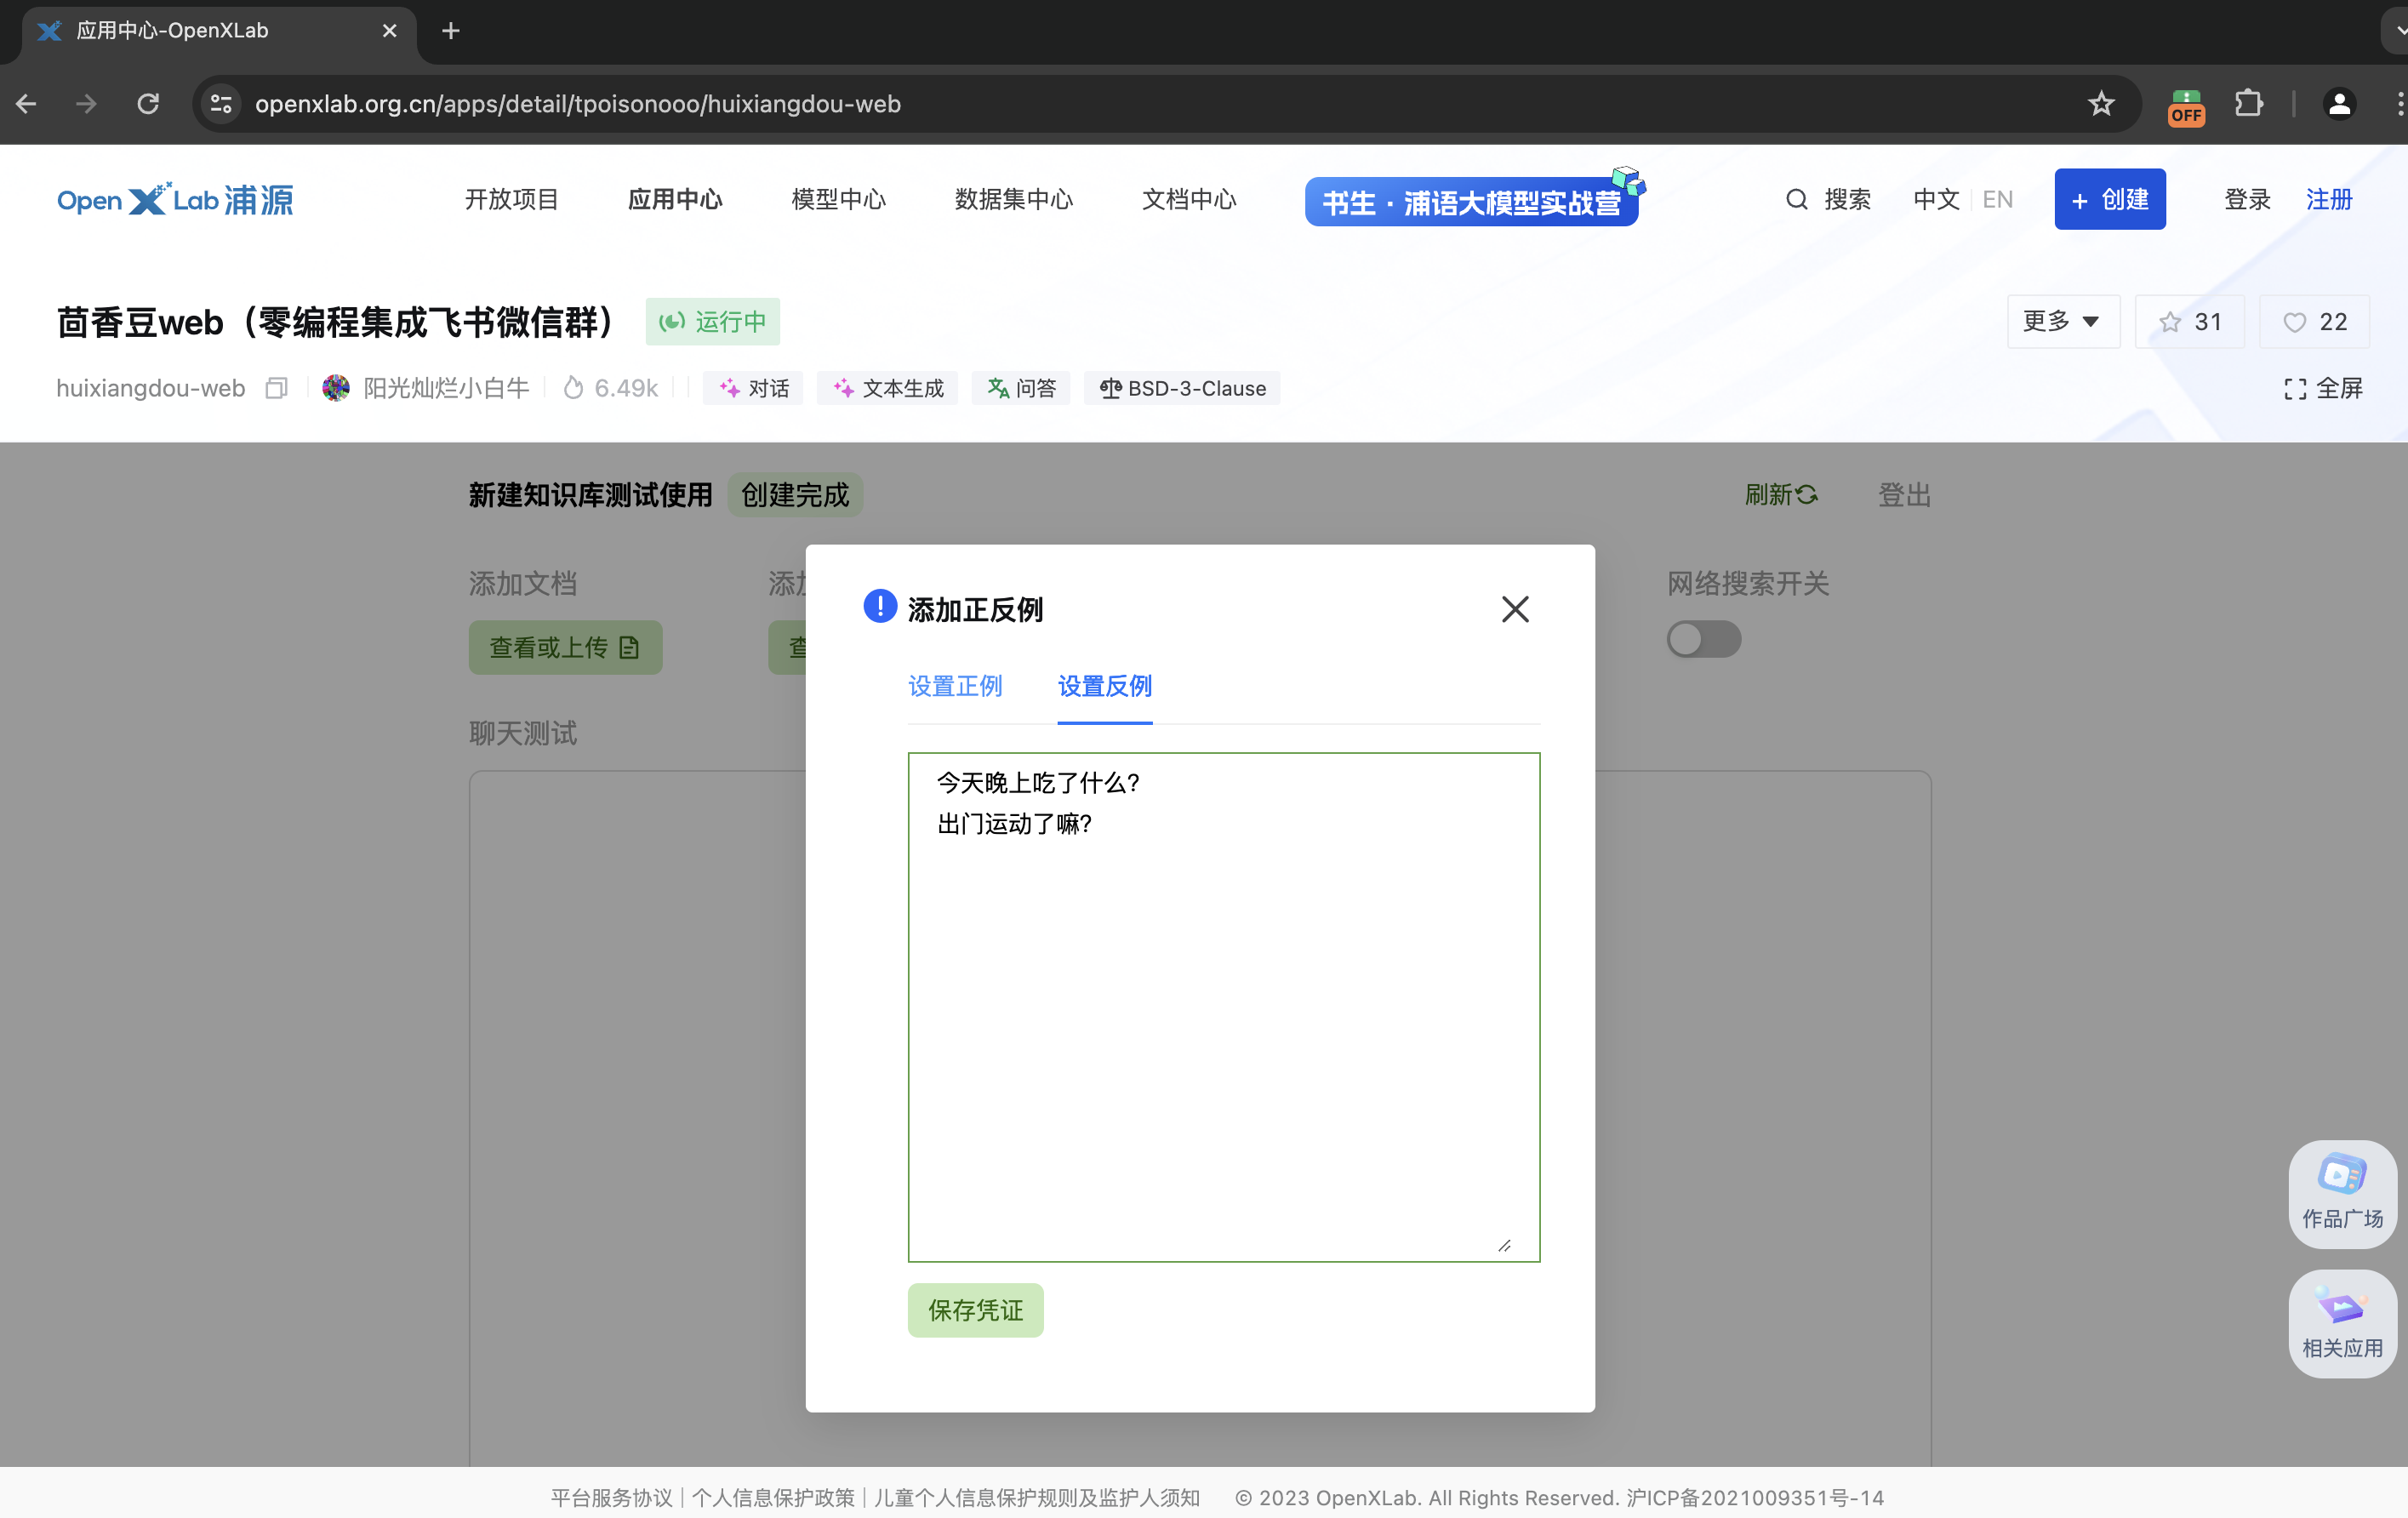 应用中心-OpenXLab
openxlab.org.cn/apps/detail/tpoisonooo/huixiangdou-web
OFF
OpenXLab浦源
开放项目
应用中心
模型中心
数据集中心
文档中心
书生·浦语大模型实战营
搜索
中文 EN
+ 创建
登录
注册
茴香豆web（零编程集成飞书微信群）
运行中
更多
31
22
huixiangdou-web
阳光灿烂小白牛
6.49k
对话
文本生成
问答
BSD-3-Clause
全屏
新建知识库测试使用
创建完成
刷新
登出
添加文档
添加
网络搜索开关
查看或上传
查
聊天测试
添加正反例
设置正例
设置反例
今天晚上吃了什么?
出门运动了嘛?
保存凭证
作品广场
相关应用
平台服务协议 | 个人信息保护政策 | 儿童个人信息保护规则及监护人须知 © 2023 OpenXLab. All Rights Reserved. 沪ICP备2021009351号-14